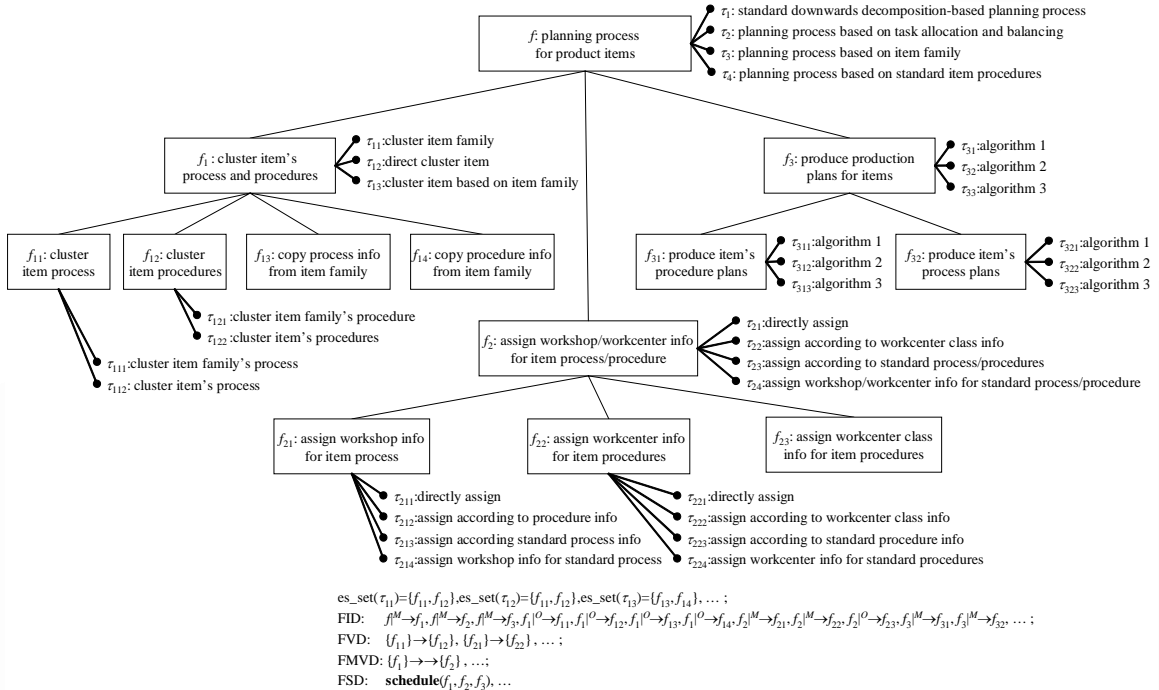 τ1: standard downwards decomposition-based planning process
τ2: planning process based on task allocation and balancing
τ3: planning process based on item family
τ4: planning process based on standard item procedures
f: planning process
for product items
f1: cluster item's
process and procedures
τ11:cluster item family
τ12:direct cluster item
τ13:cluster item based on item family
f3: produce production
plans for items
τ31:algorithm 1
τ32:algorithm 2
τ33:algorithm 3
f11: cluster
item process
f12: cluster
item procedures
f13: copy process info
from item family
f14: copy procedure info
from item family
f31: produce item's
procedure plans
τ311:algorithm 1
τ312:algorithm 2
τ313:algorithm 3
f32: produce item's
process plans
τ321:algorithm 1
τ322:algorithm 2
τ323:algorithm 3
τ121:cluster item family's procedure
τ122: cluster item's procedures
τ111:cluster item family's process
τ112: cluster item's process
f2: assign workshop/workcenter info
for item process/procedure
τ21:directly assign
τ22:assign according to workcenter class info
τ23:assign according to standard process/procedures
τ24:assign workshop/workcenter info for standard process/procedure
f21: assign workshop info
for item process
f22: assign workcenter info
for item procedures
f23: assign workcenter class
info for item procedures
τ211:directly assign
τ212:assign according to procedure info
τ213:assign according standard process info
τ214:assign workshop info for standard process
τ221:directly assign
τ222:assign according to workcenter class info
τ223:assign according to standard procedure info
τ224:assign workcenter info for standard procedures
es_set(τ11)={f11, f12},es_set(τ12)={f11, f12},es_set(τ13)={f13, f14}, … ;
FID: f|M→f1, f|M→f2, f|M→f3, f1|O→f11, f1|O→f12, f1|O→f13, f1|O→f14, f2|M→f21, f2|M→f22, f2|O→f23, f3|M→f31, f3|M→f32, … ;
FVD: {f11}→{f12}, {f21}→{f22}, … ;
FMVD: {f1}→→{f2} , …;
FSD: schedule(f1, f2, f3), …